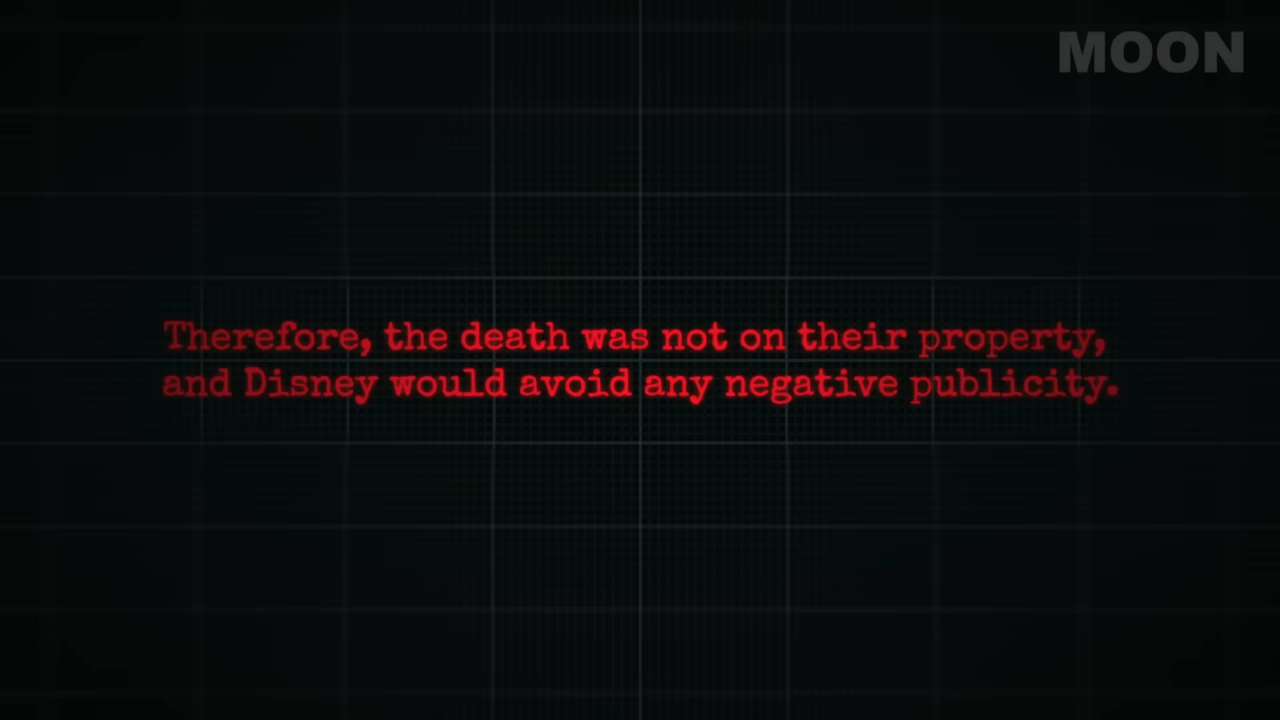 MOON
Therefore, the death was not on their property,
and Disney would avoid any negative publicity.